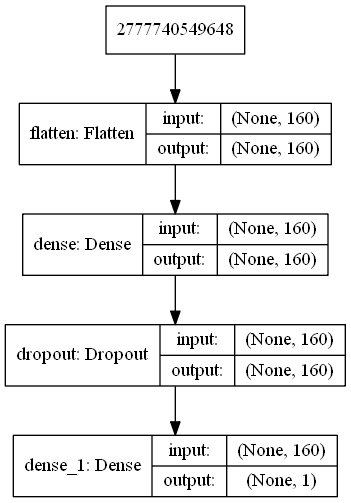 2777740549648
flatten: Flatten
input:
(None, 160)
output:
(None, 160)
dense: Dense
input:
(None, 160)
output:
(None, 160)
dropout: Dropout
input:
(None, 160)
output:
(None, 160)
dense_1: Dense
input:
(None, 160)
output:
(None, 1)